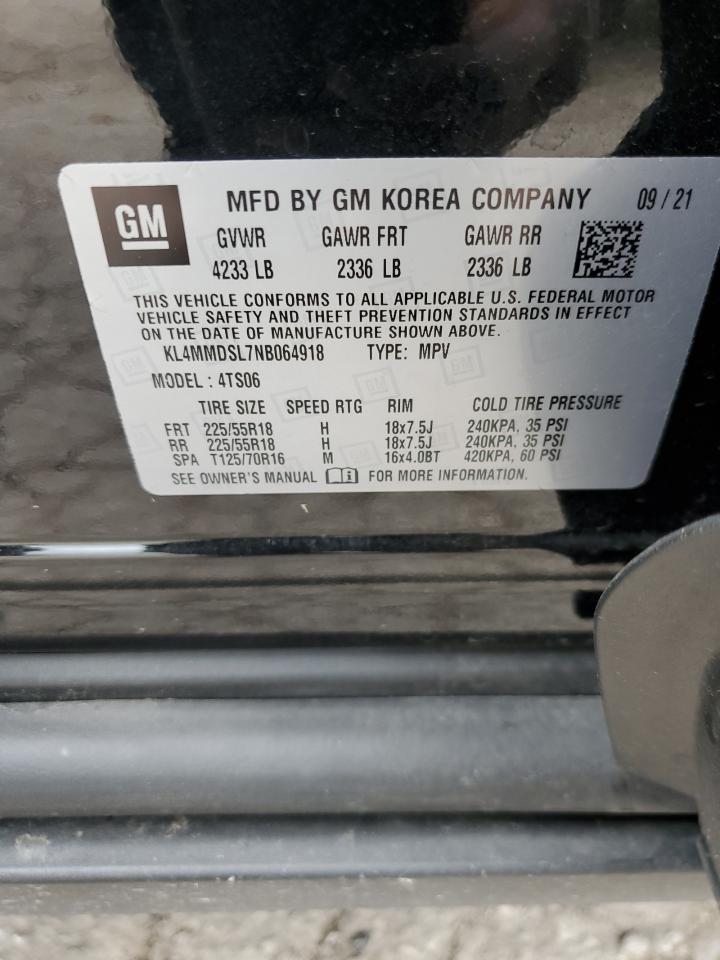 GM MFD BY GM KOREA COMPANY 09 / 21
GVWR GAWR FRT GAWR RR
4233 LB 2336 LB 2336 LB
THIS VEHICLE CONFORMS TO ALL APPLICABLE U.S. FEDERAL MOTOR
VEHICLE SAFETY AND THEFT PREVENTION STANDARDS IN EFFECT
ON THE DATE OF MANUFACTURE SHOWN ABOVE.
KL4MMDSL7NB064918 TYPE: MPV
MODEL : 4TS06
TIRE SIZE SPEED RTG RIM COLD TIRE PRESSURE
FRT 225/55R18 H 18x7.5J 240KPA, 35 PSI
RR 225/55R18 H 18x7.5J 240KPA, 35 PSI
SPA T125/70R16 M 16x4.0BT 420KPA, 60 PSI
SEE OWNER'S MANUAL FOR MORE INFORMATION.